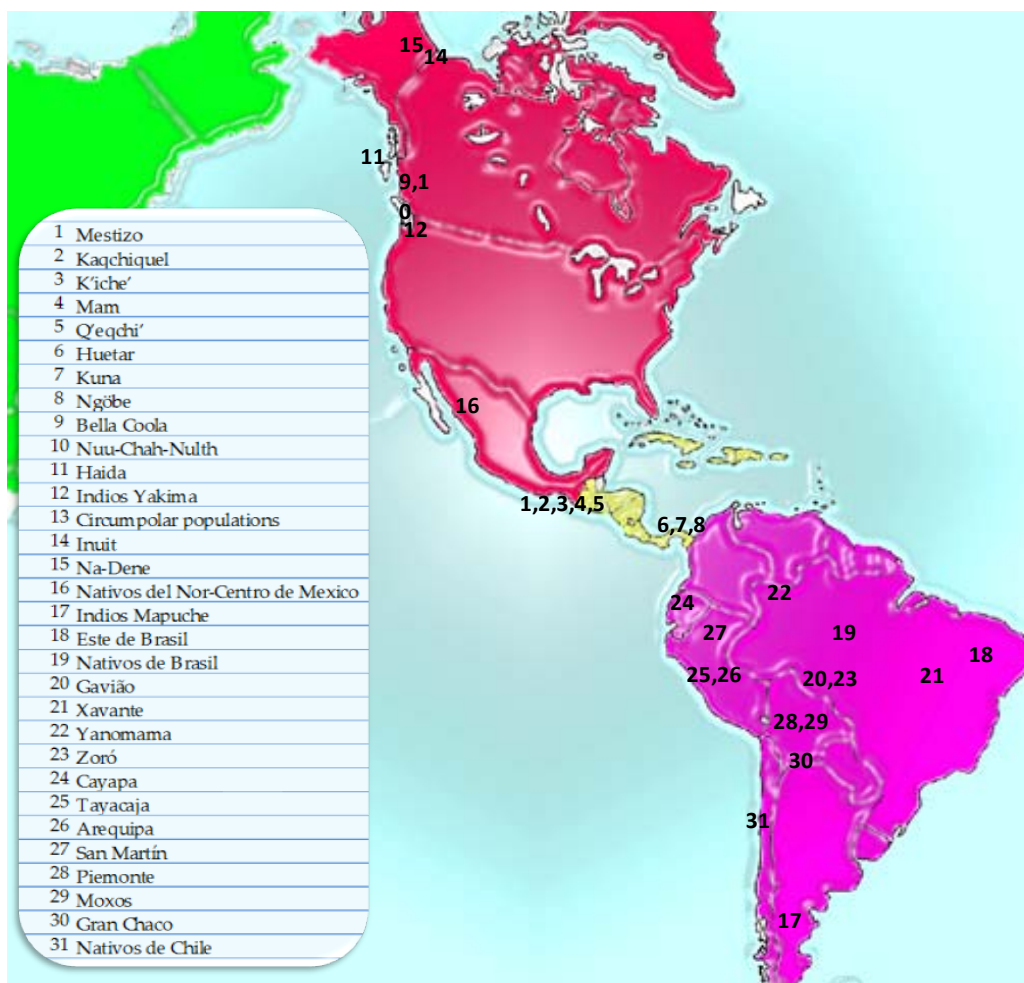 15
14
11
9,1
0
12
1 Mestizo
2 Kaqchiquel
3 K'iche'
4 Mam
5 Q'eqchi'
6 Huetar
7 Kuna
8 Ngöbe
9 Bella Coola
10 Nuu-Chah-Nulth
11 Haida
12 Indios Yakima
13 Circumpolar populations
14 Inuit
15 Na-Dene
16 Nativos del Nor-Centro de Mexico
17 Indios Mapuche
18 Este de Brasil
19 Nativos de Brasil
20 Gavião
21 Xavante
22 Yanomama
23 Zoró
24 Cayapa
25 Tayacaja
26 Arequipa
27 San Martín
28 Piemonte
29 Moxos
30 Gran Chaco
31 Nativos de Chile
16
1,2,3,4,5
6,7,8
22
24
27
19
18
25,26
20,23
21
28,29
30
31
17